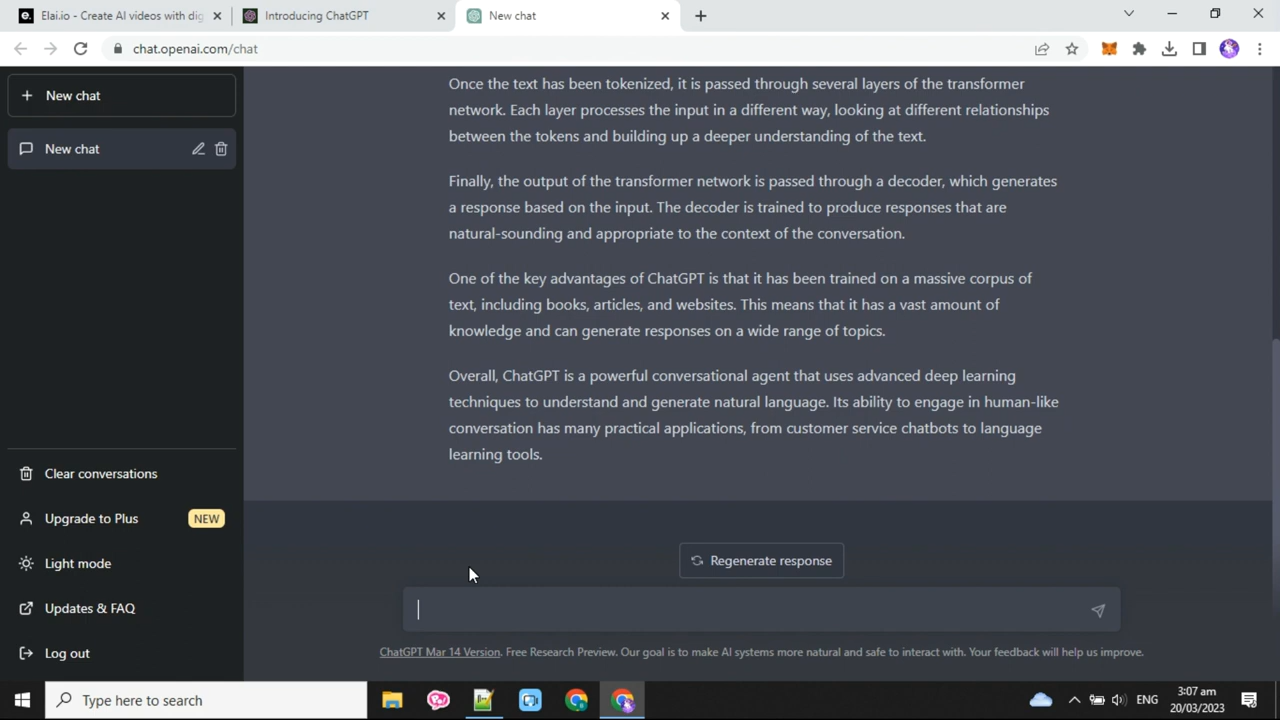 Elai.io - Create AI videos with dig
Introducing ChatGPT
New chat
chat.openai.com/chat
New chat
New chat
Once the text has been tokenized, it is passed through several layers of the transformer
network. Each layer processes the input in a different way, looking at different relationships
between the tokens and building up a deeper understanding of the text.
Finally, the output of the transformer network is passed through a decoder, which generates
a response based on the input. The decoder is trained to produce responses that are
natural-sounding and appropriate to the context of the conversation.
One of the key advantages of ChatGPT is that it has been trained on a massive corpus of
text, including books, articles, and websites. This means that it has a vast amount of
knowledge and can generate responses on a wide range of topics.
Overall, ChatGPT is a powerful conversational agent that uses advanced deep learning
techniques to understand and generate natural language. Its ability to engage in human-like
conversation has many practical applications, from customer service chatbots to language
learning tools.
Clear conversations
Upgrade to Plus NEW
Light mode
Updates & FAQ
Log out
Regenerate response
ChatGPT Mar 14 Version. Free Research Preview. Our goal is to make AI systems more natural and safe to interact with. Your feedback will help us improve.
Type here to search
ENG
3:07 am
20/03/2023